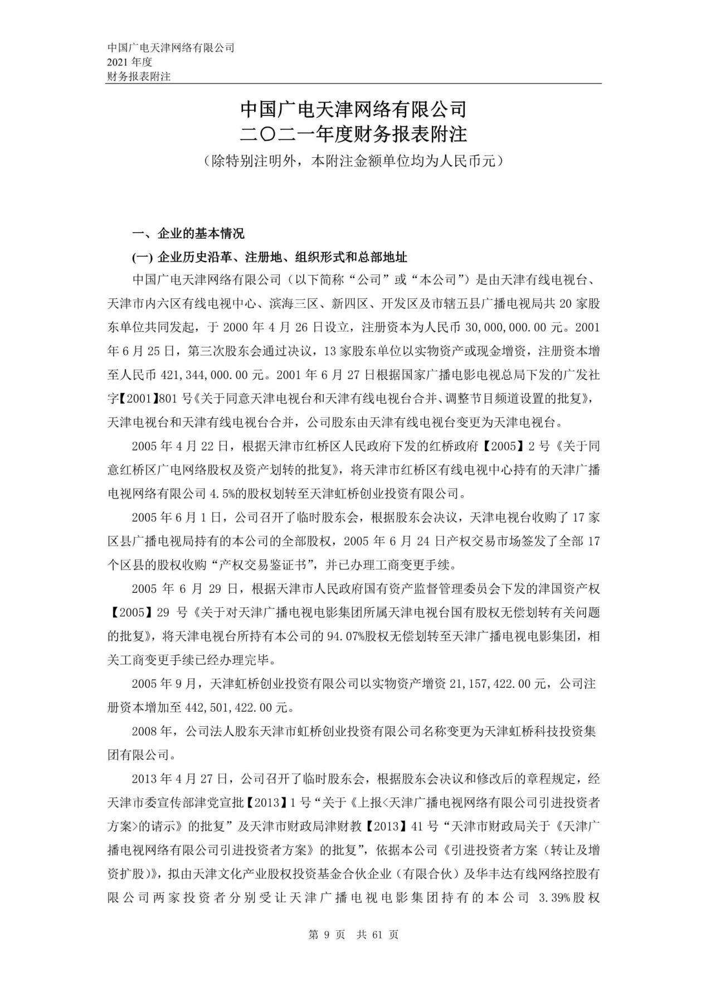 中国广电天津网络有限公司
2021 年度
财务报表附注
中国广电天津网络有限公司
二〇二一年度财务报表附注
（除特别注明外，本附注金额单位均为人民币元）
一、企业的基本情况
(一) 企业历史沿革、注册地、组织形式和总部地址
中国广电天津网络有限公司（以下简称“公司”或“本公司”）是由天津有线电视台、
天津市内六区有线电视中心、滨海三区、新四区、开发区及市辖五县广播电视局共 20 家股
东单位共同发起，于 2000 年 4 月 26 日设立，注册资本为人民币 30,000,000.00 元。2001
年 6 月 25 日，第三次股东会通过决议，13 家股东单位以实物资产或现金增资，注册资本增
至人民币 421,344,000.00 元。2001 年 6 月 27 日根据国家广播电影电视总局下发的广发社
字【2001】801 号《关于同意天津电视台和天津有线电视台合并、调整节目频道设置的批复》，
天津电视台和天津有线电视台合并，公司股东由天津有线电视台变更为天津电视台。
2005 年 4 月 22 日，根据天津市红桥区人民政府下发的红桥政府【2005】2 号《关于同
意红桥区广电网络股权及资产划转的批复》，将天津市红桥区有线电视中心持有的天津广播
电视网络有限公司 4.5%的股权划转至天津虹桥创业投资有限公司。
2005 年 6 月 1 日，公司召开了临时股东会，根据股东会决议，天津电视台收购了 17 家
区县广播电视局持有的本公司的全部股权，2005 年 6 月 24 日产权交易市场签发了全部 17
个区县的股权收购“产权交易鉴证书”，并已办理工商变更手续。
2005 年 6 月 29 日，根据天津市人民政府国有资产监督管理委员会下发的津国资产权
【2005】29 号《关于对天津广播电视电影集团所属天津电视台国有股权无偿划转有关问题
的批复》，将天津电视台所持有本公司的 94.07%股权无偿划转至天津广播电视电影集团，相
关工商变更手续已经办理完毕。
2005 年 9 月，天津虹桥创业投资有限公司以实物资产增资 21,157,422.00 元，公司注
册资本增加至 442,501,422.00 元。
2008 年，公司法人股东天津市虹桥创业投资有限公司名称变更为天津虹桥科技投资集
团有限公司。
2013 年 4 月 27 日，公司召开了临时股东会，根据股东会决议和修改后的章程规定，经
天津市委宣传部津党宣批【2013】1 号“关于《上报<天津广播电视网络有限公司引进投资者
方案>的请示》的批复”及天津市财政局津财教【2013】41 号“天津市财政局关于《天津广
播电视网络有限公司引进投资者方案》的批复”，依据本公司《引进投资者方案（转让及增
资扩股）》，拟由天津文化产业股权投资基金合伙企业（有限合伙）及华丰达有线网络控股有
限公司两家投资者分别受让天津广播电视电影集团持有的本公司 3.39%股权
第 9 页 共 61 页